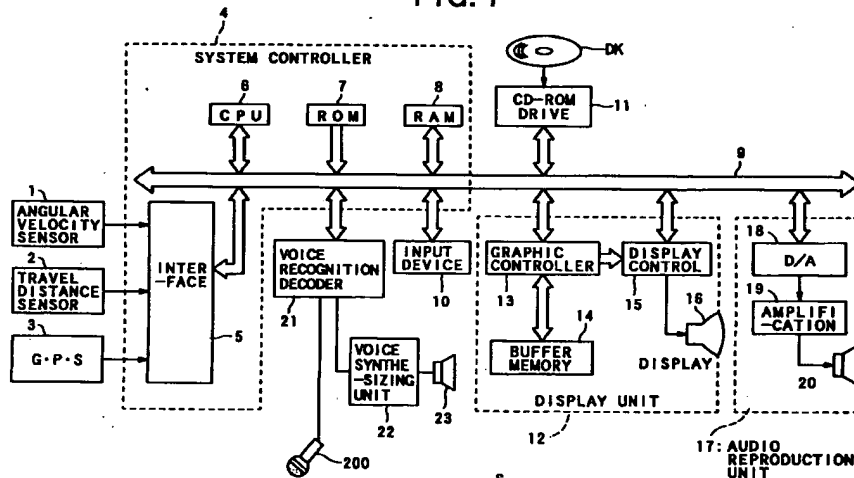 FIG. 1
4
SYSTEM CONTROLLER
6
CPU
7
ROM
8
RAM
DK
CD-ROM
DRIVE
11
9
1
ANGULAR
VELOCITY
SENSOR
2
TRAVEL
DISTANCE
SENSOR
3
G・P・S
INTER
-FACE
5
VOICE
RECOGNITION
DECODER
21
INPUT
DEVICE
10
VOICE
SYNTHE
-SIZING
UNIT
22
23
200
GRAPHIC
CONTROLLER
13
DISPLAY
CONTROL
15
14
BUFFER
MEMORY
16
DISPLAY
DISPLAY UNIT
12
18
D/A
19
AMPLIFI
-CATION
20
17: AUDIO
REPRODUCTION
UNIT